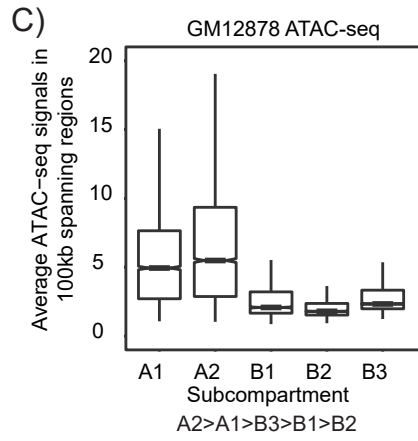 C)
GM12878 ATAC-seq
Average ATAC−seq signals in
100kb spanning regions
20
15
10
5
0
A1 A2 B1 B2 B3
Subcompartment
A2>A1>B3>B1>B2